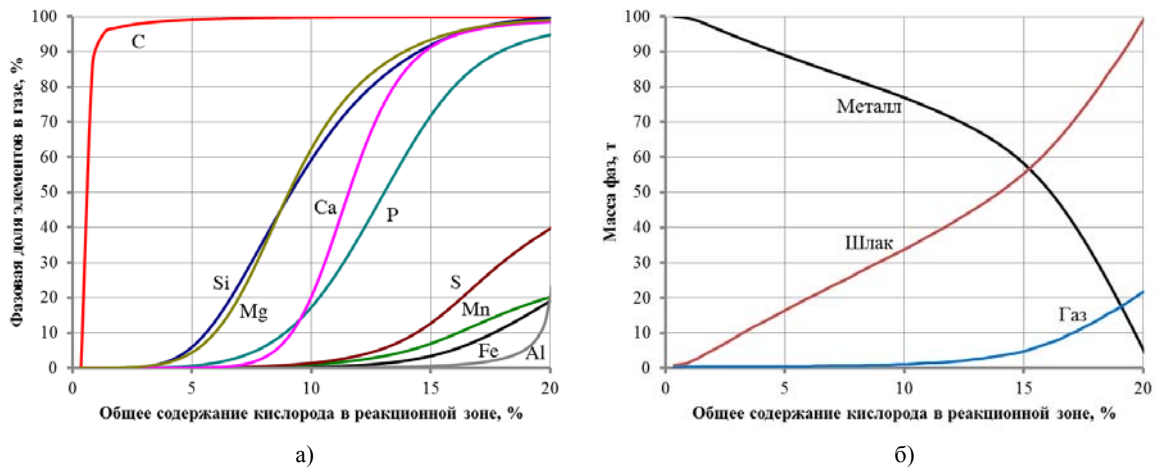 Фазовая доля элементов в газе, %
100
90
80
70
60
50
40
30
20
10
0
C
Ca
P
Si
Mg
S
Mn
Fe
Al
0 5 10 15 20
Общее содержание кислорода в реакционной зоне, %
а)
Масса фаз, т
100
90
80
70
60
50
40
30
20
10
0
Металл
Шлак
Газ
0 5 10 15 20
Общее содержание кислорода в реакционной зоне, %
б)